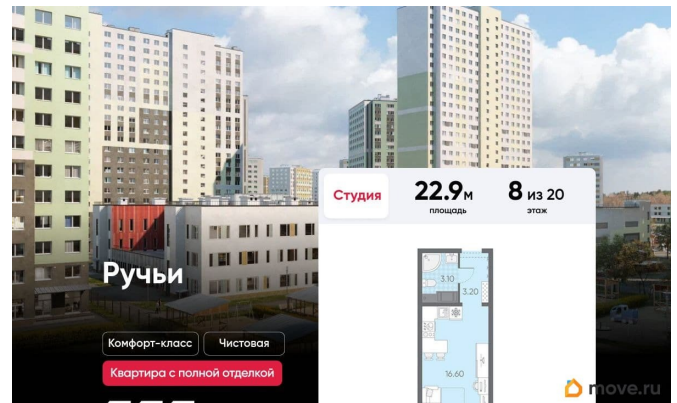 Студия
22.9м
площадь
8 из 20
этаж
Ручьи
3.10
3.20
Комфорт-класс
Чистовая
Квартира с полной отделкой
16.60
move.ru